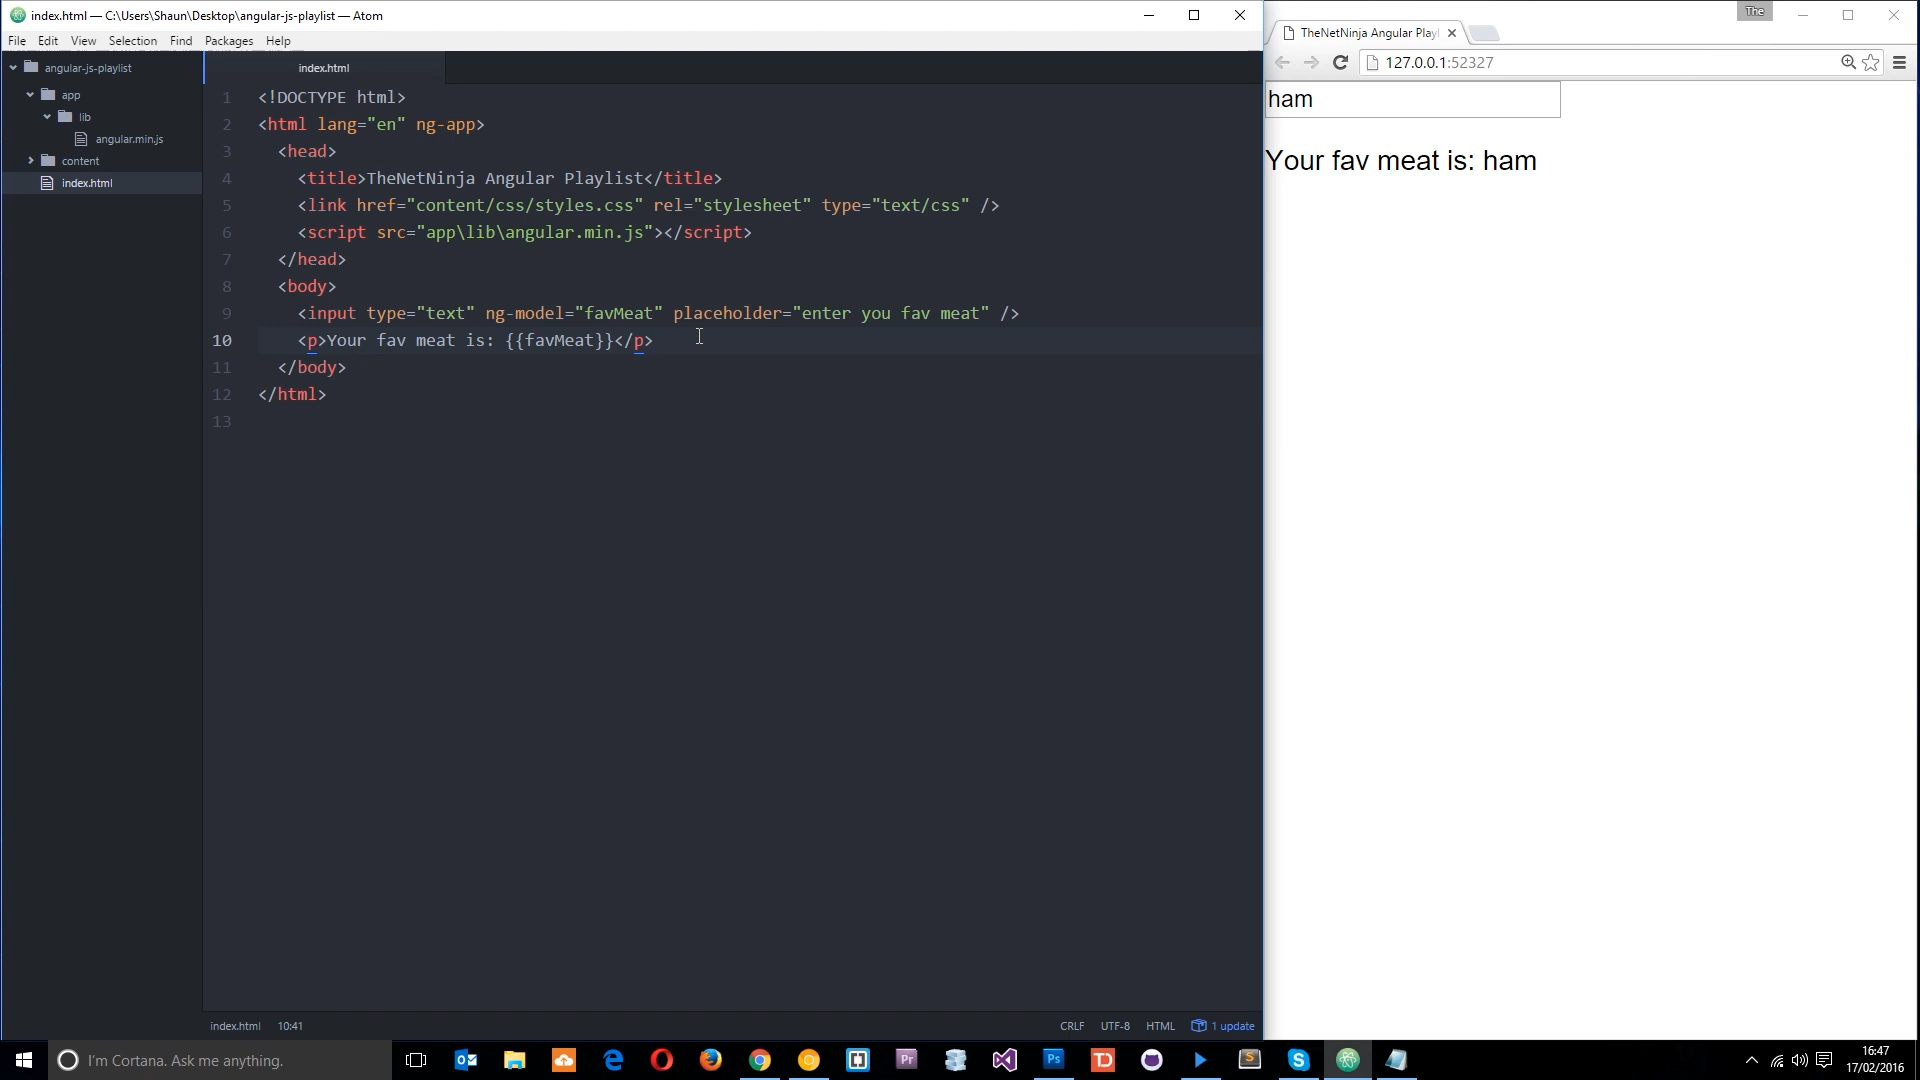 index.html — C:\Users\Shaun\Desktop\angular-js-playlist — Atom
File Edit View Selection Find Packages Help
angular-js-playlist
app
lib
angular.min.js
content
index.html
index.html
1 <!DOCTYPE html>
2 <html lang="en" ng-app>
3 <head>
4 <title>TheNetNinja Angular Playlist</title>
5 <link href="content/css/styles.css" rel="stylesheet" type="text/css" />
6 <script src="app\lib\angular.min.js"></script>
7 </head>
8 <body>
9 <input type="text" ng-model="favMeat" placeholder="enter you fav meat" />
10 <p>Your fav meat is: {{favMeat}}</p>
11 </body>
12 </html>
13
index.html 10:41
CRLF UTF-8 HTML 1 update
The
TheNetNinja Angular Playl
127.0.0.1:52327
ham
Your fav meat is: ham
I'm Cortana. Ask me anything.
Pr
Ps
TD
S
S
16:47
17/02/2016